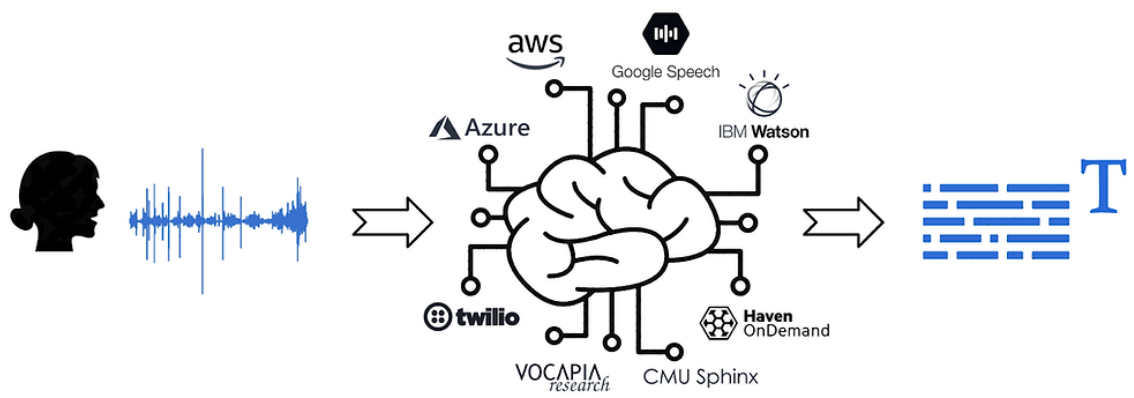 aws
Google Speech
IBM Watson
Azure
T
twilio
Haven
OnDemand
VOCAPIA
research
CMU Sphinx